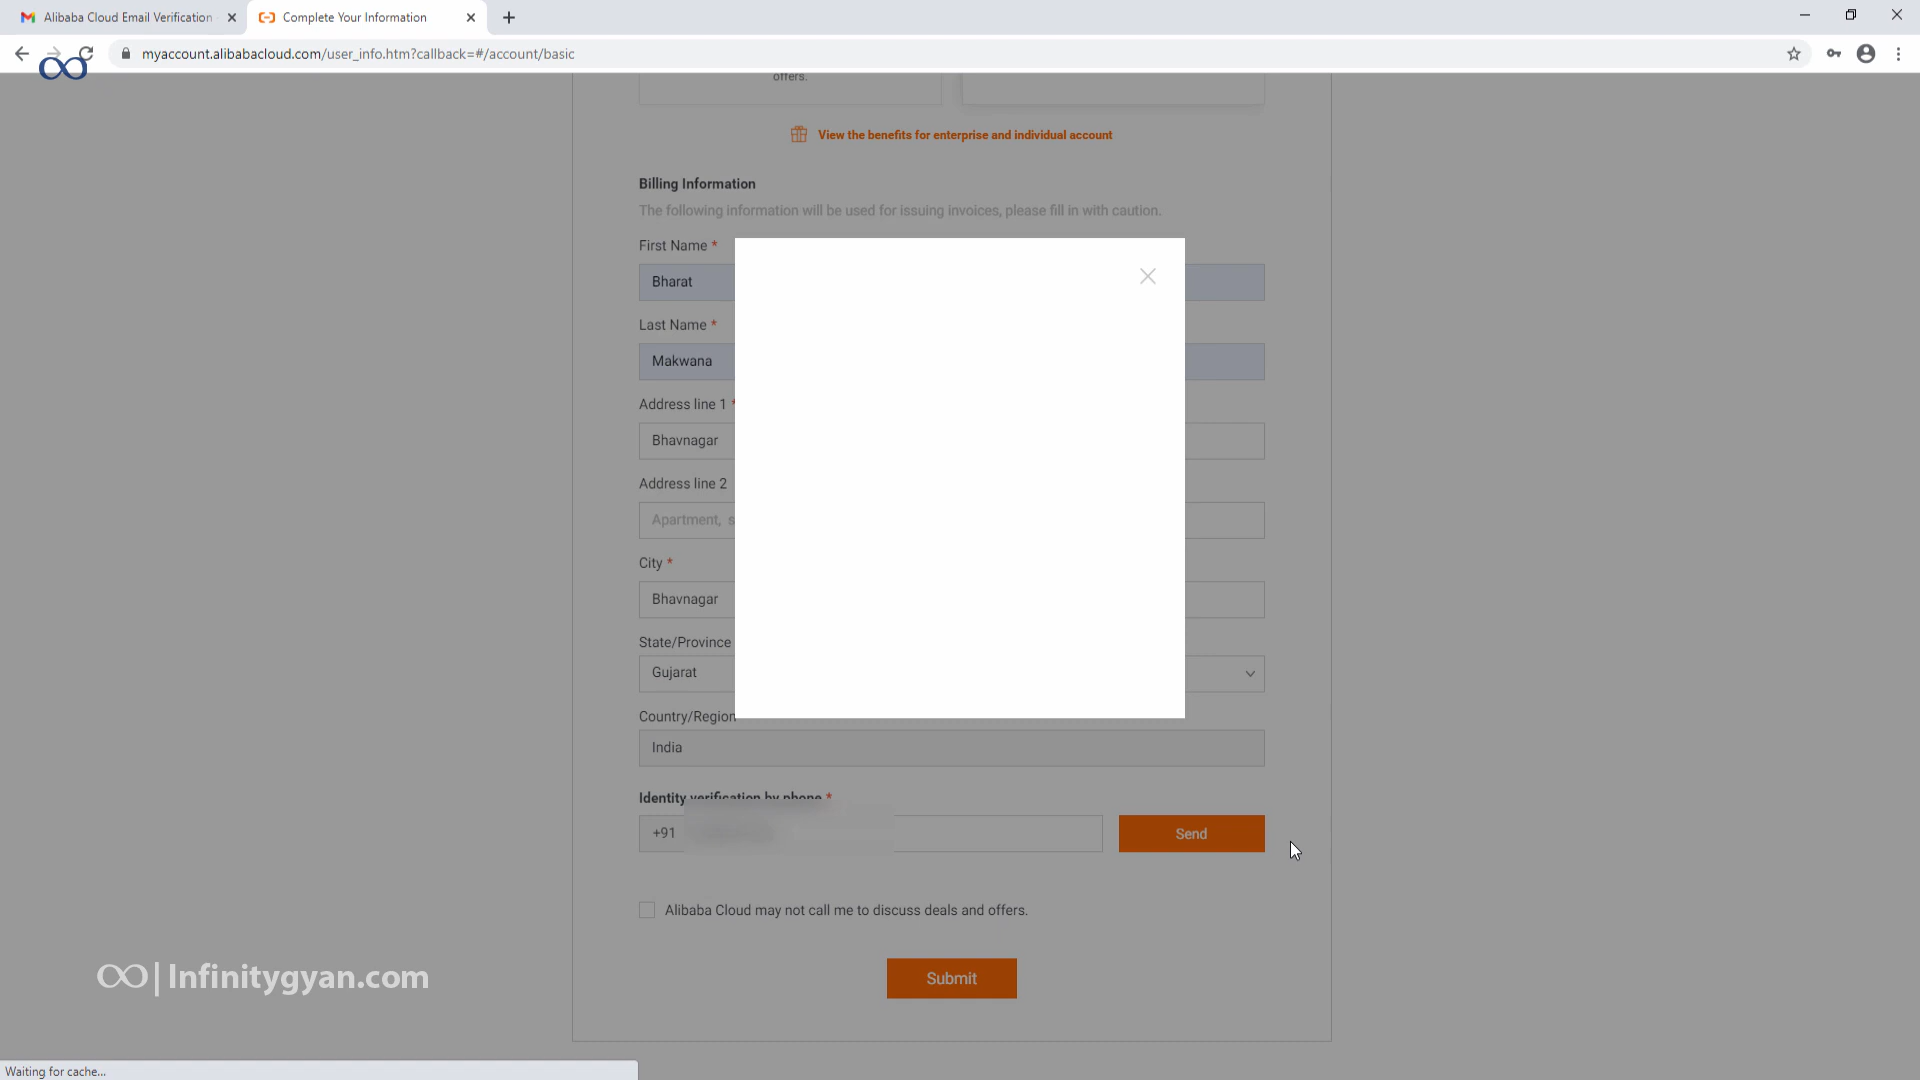 Alibaba Cloud Email Verification
Complete Your Information
myaccount.alibabacloud.com/user_info.htm?callback=#/account/basic
offers.
View the benefits for enterprise and individual account
Billing Information
The following information will be used for issuing invoices, please fill in with caution.
First Name *
Bharat
Last Name *
Makwana
Address line 1 *
Bhavnagar
Address line 2
Apartment,
City *
Bhavnagar
State/Province
Gujarat
Country/Region
India
Identity verification by phone *
+91
Send
Alibaba Cloud may not call me to discuss deals and offers.
Submit
Infinitygyan.com
Waiting for cache...